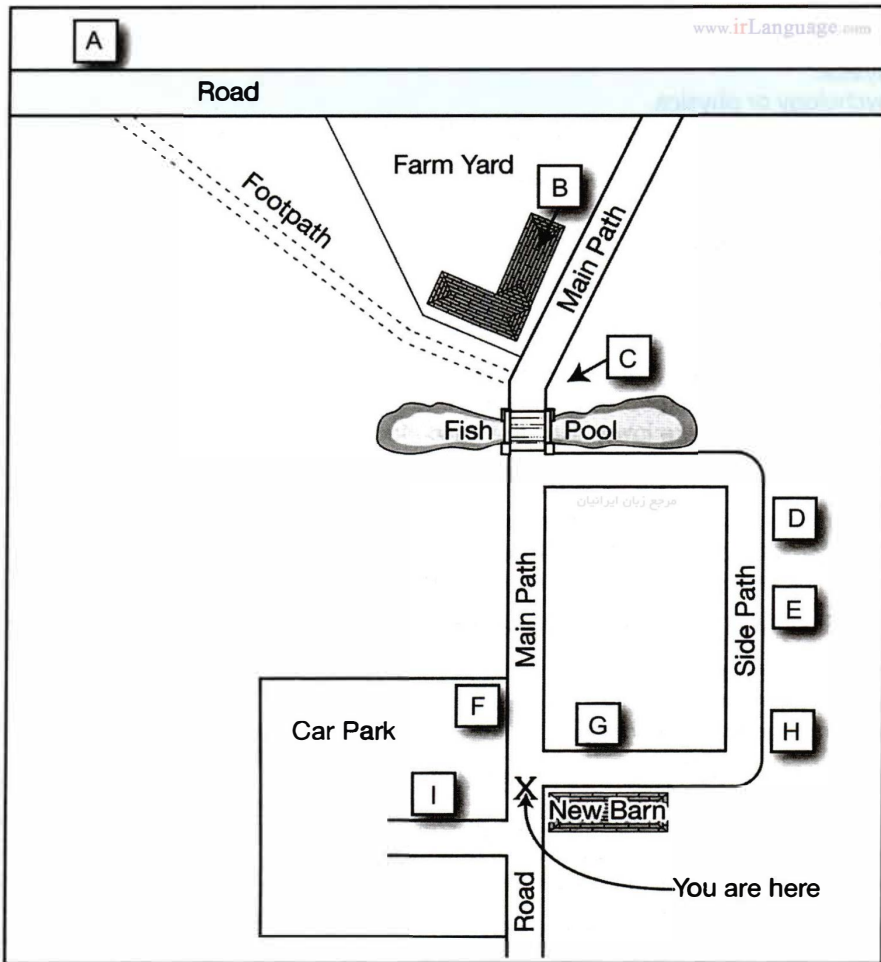 www.irLanguage.com
A
Road
Farm Yard
B
Footpath
Main Path
C
Fish Pool
مرجع زبان ایرانیان
D
Main Path
E
Side Path
F
G
H
Car Park
I
X
New Barn
You are here
Road